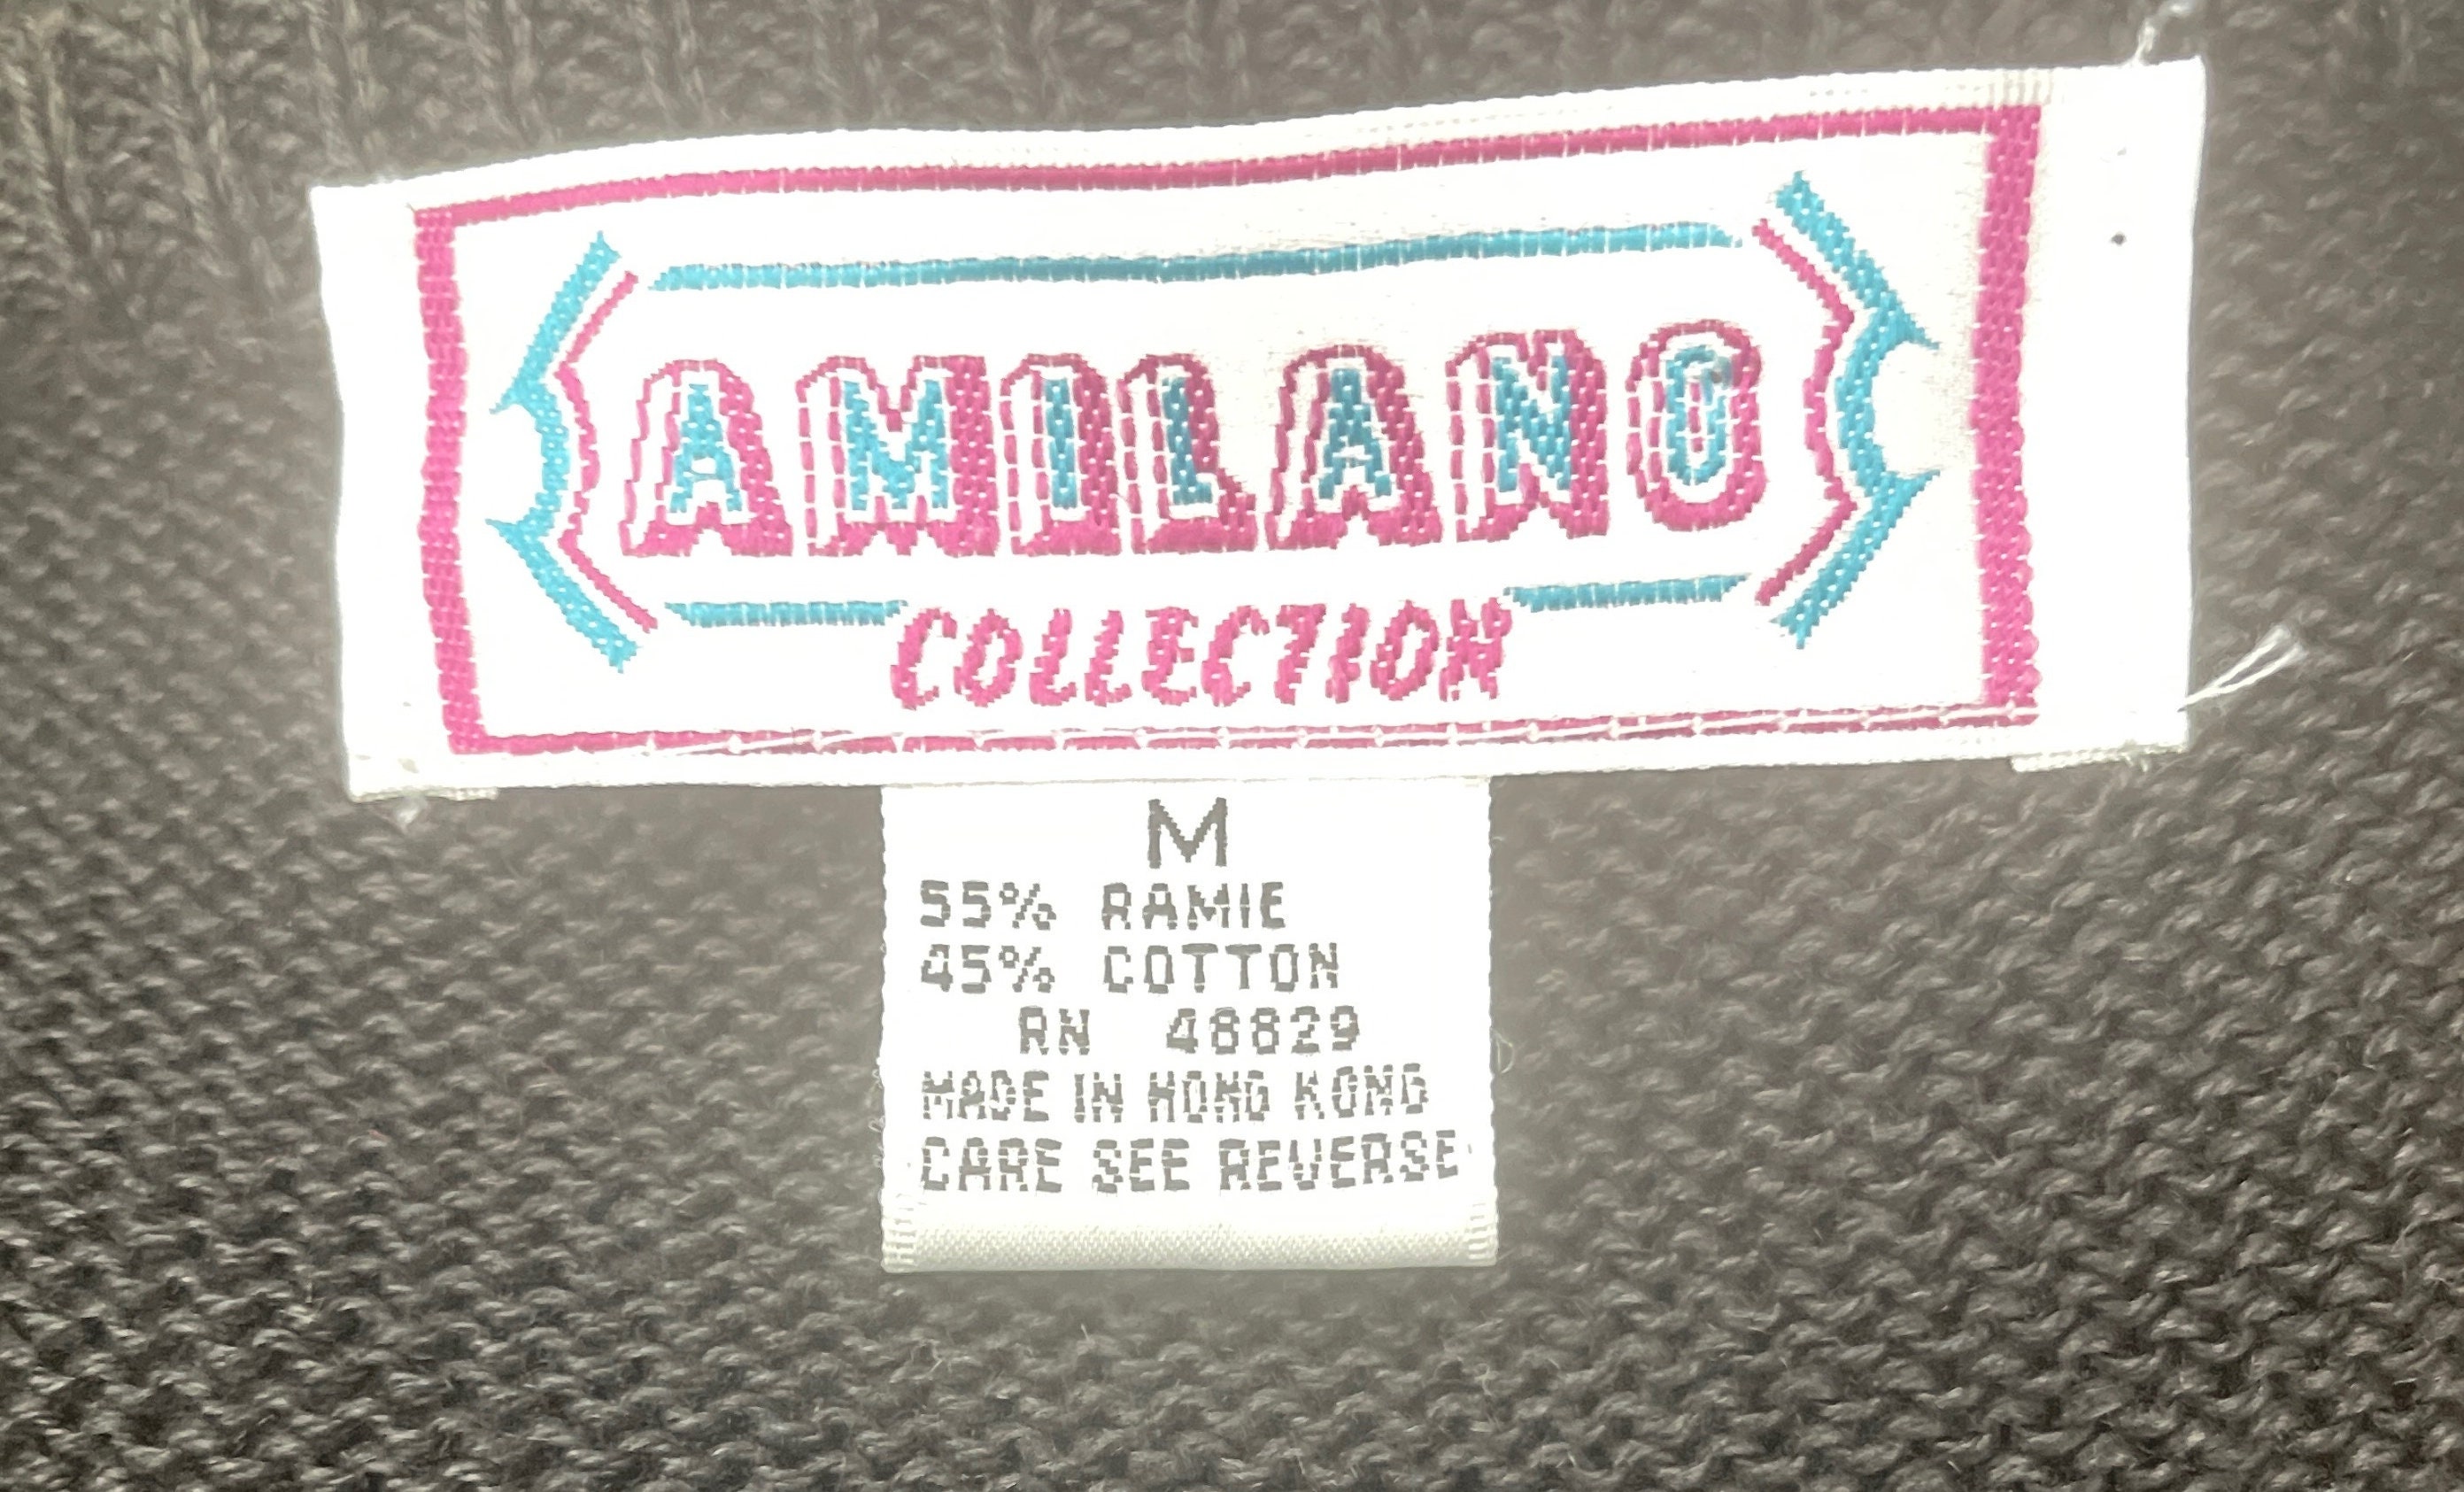 AMILANO
COLLECTION
M
55% RAMIE
45% COTTON
RN 48829
MADE IN HONG KONG
CARE SEE REVERSE